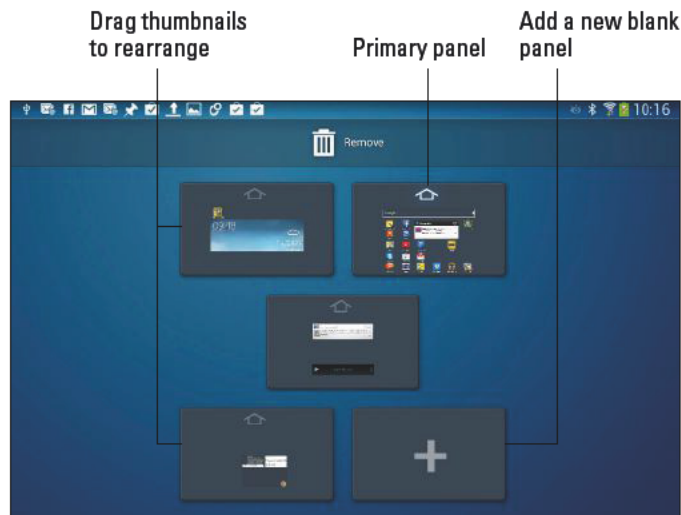 Drag thumbnails
to rearrange
Primary panel
Add a new blank
panel
10:16
Remove